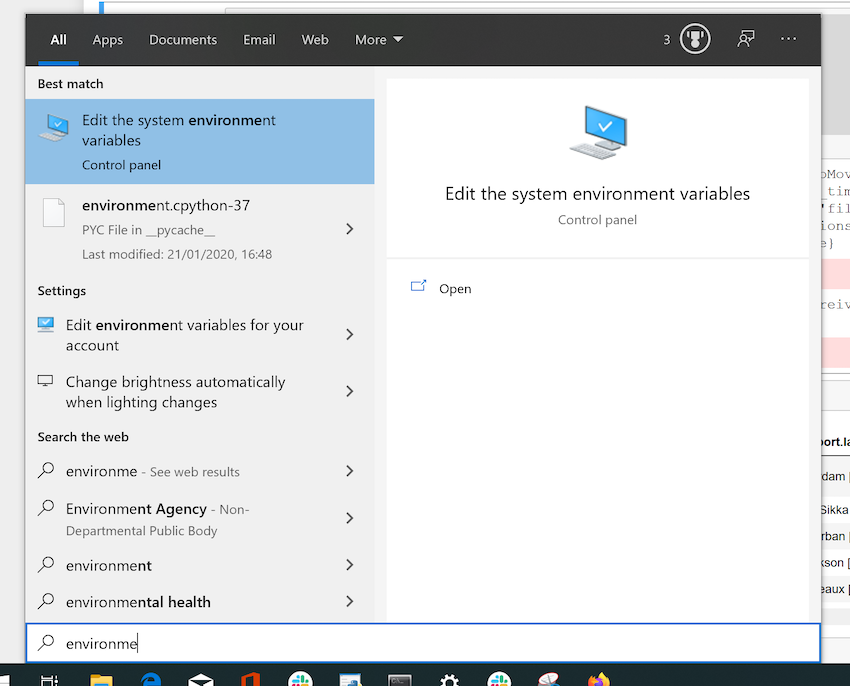 All Apps Documents Email Web More 3 ...
Best match
Edit the system environment
variables
Control panel
environment.cpython-37
PYC File in __pycache__
Last modified: 21/01/2020, 16:48
Settings
Edit environment variables for your
account
Change brightness automatically
when lighting changes
Search the web
environme - See web results
Environment Agency - Non-
Departmental Public Body
environment
environmental health
environme
Edit the system environment variables
Control panel
Open
oMov
_tim
'fil
ions
e}
reiv
port.la
dam [
Sikka
rban [
kson [
eaux [